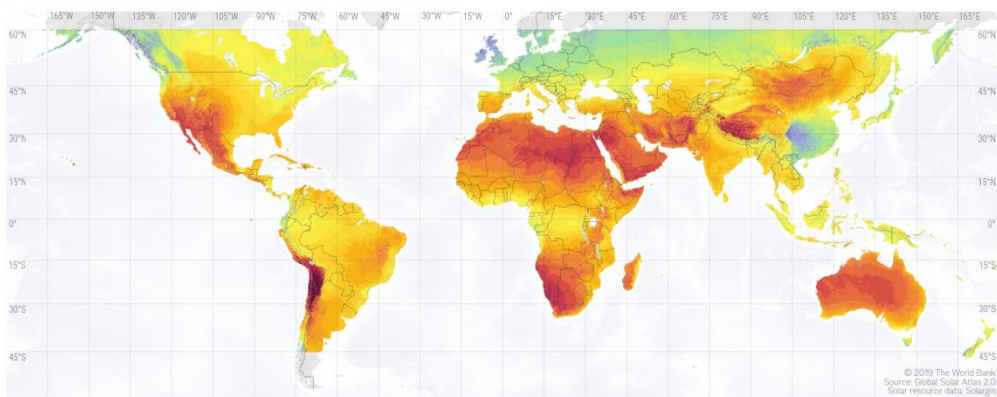 165°W 150°W 135°W 120°W 105°W 90°W 75°W 60°W 45°W 30°W 15°W 0° 15°E 30°E 45°E 60°E 75°E 90°E 105°E 120°E 135°E 150°E 165°E
60°N 60°N
45°N 45°N
30°N 30°N
15°N 15°N
0° 0°
15°S 15°S
30°S 30°S
45°S 45°S
© 2019 The World Bank
Source: Global Solar Atlas 2.0
Solar resource data: Solargis